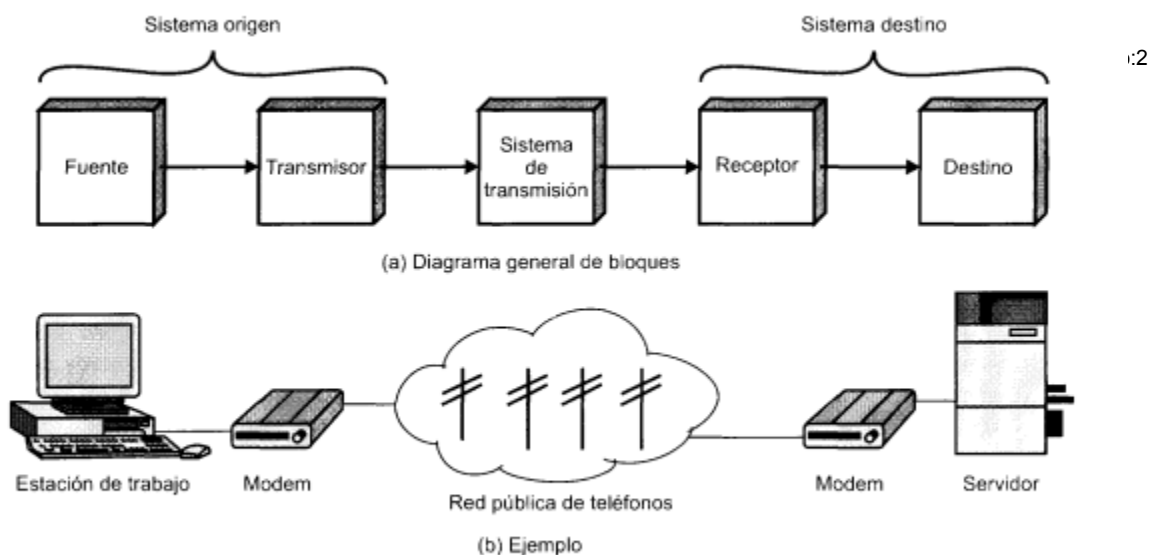 Sistema origen
Sistema destino
:2
Fuente
Transmisor
Sistema
de
transmisión
Receptor
Destino
(a) Diagrama general de bloques
Estación de trabajo
Modem
Red pública de teléfonos
Modem
Servidor
(b) Ejemplo